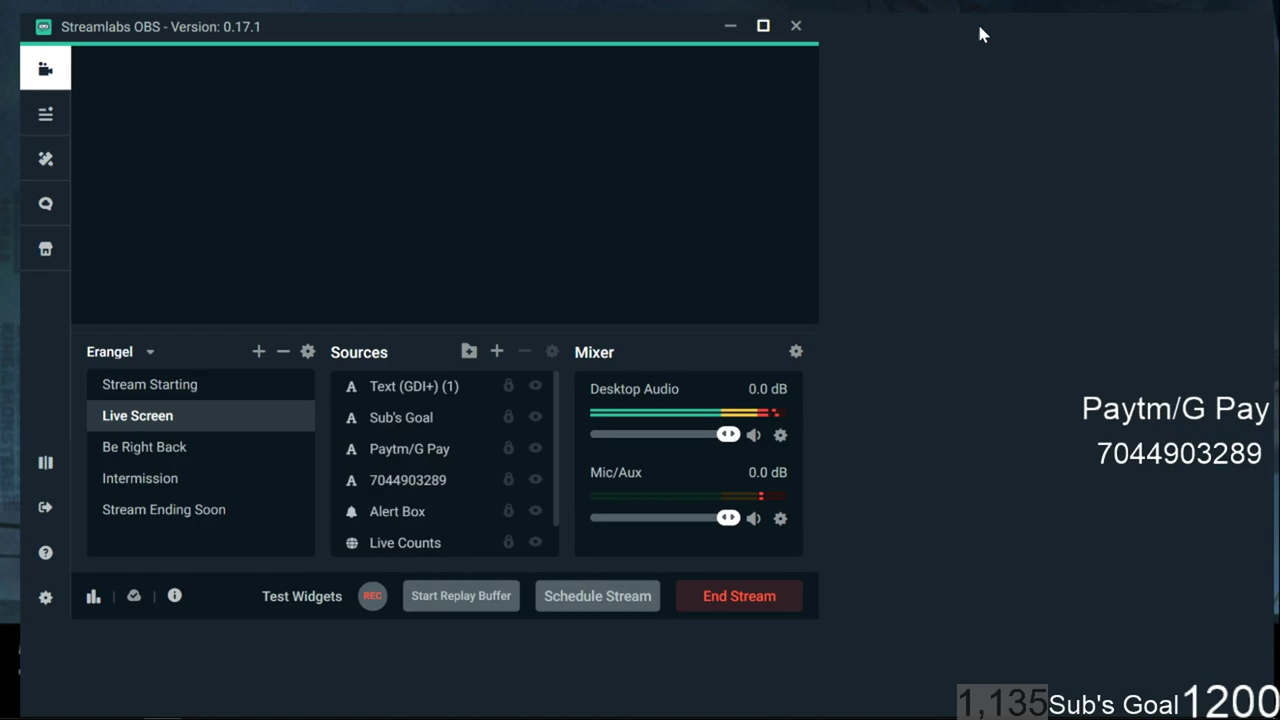 Streamlabs OBS - Version: 0.17.1
Erangel
Stream Starting
Live Screen
Be Right Back
Intermission
Stream Ending Soon
Sources
A Text (GDI+) (1)
A Sub's Goal
A Paytm/G Pay
A 7044903289
Alert Box
Live Counts
Mixer
Desktop Audio 0.0 dB
Mic/Aux 0.0 dB
Test Widgets REC Start Replay Buffer Schedule Stream End Stream
Paytm/G Pay
7044903289
1,135 Sub's Goal 1200